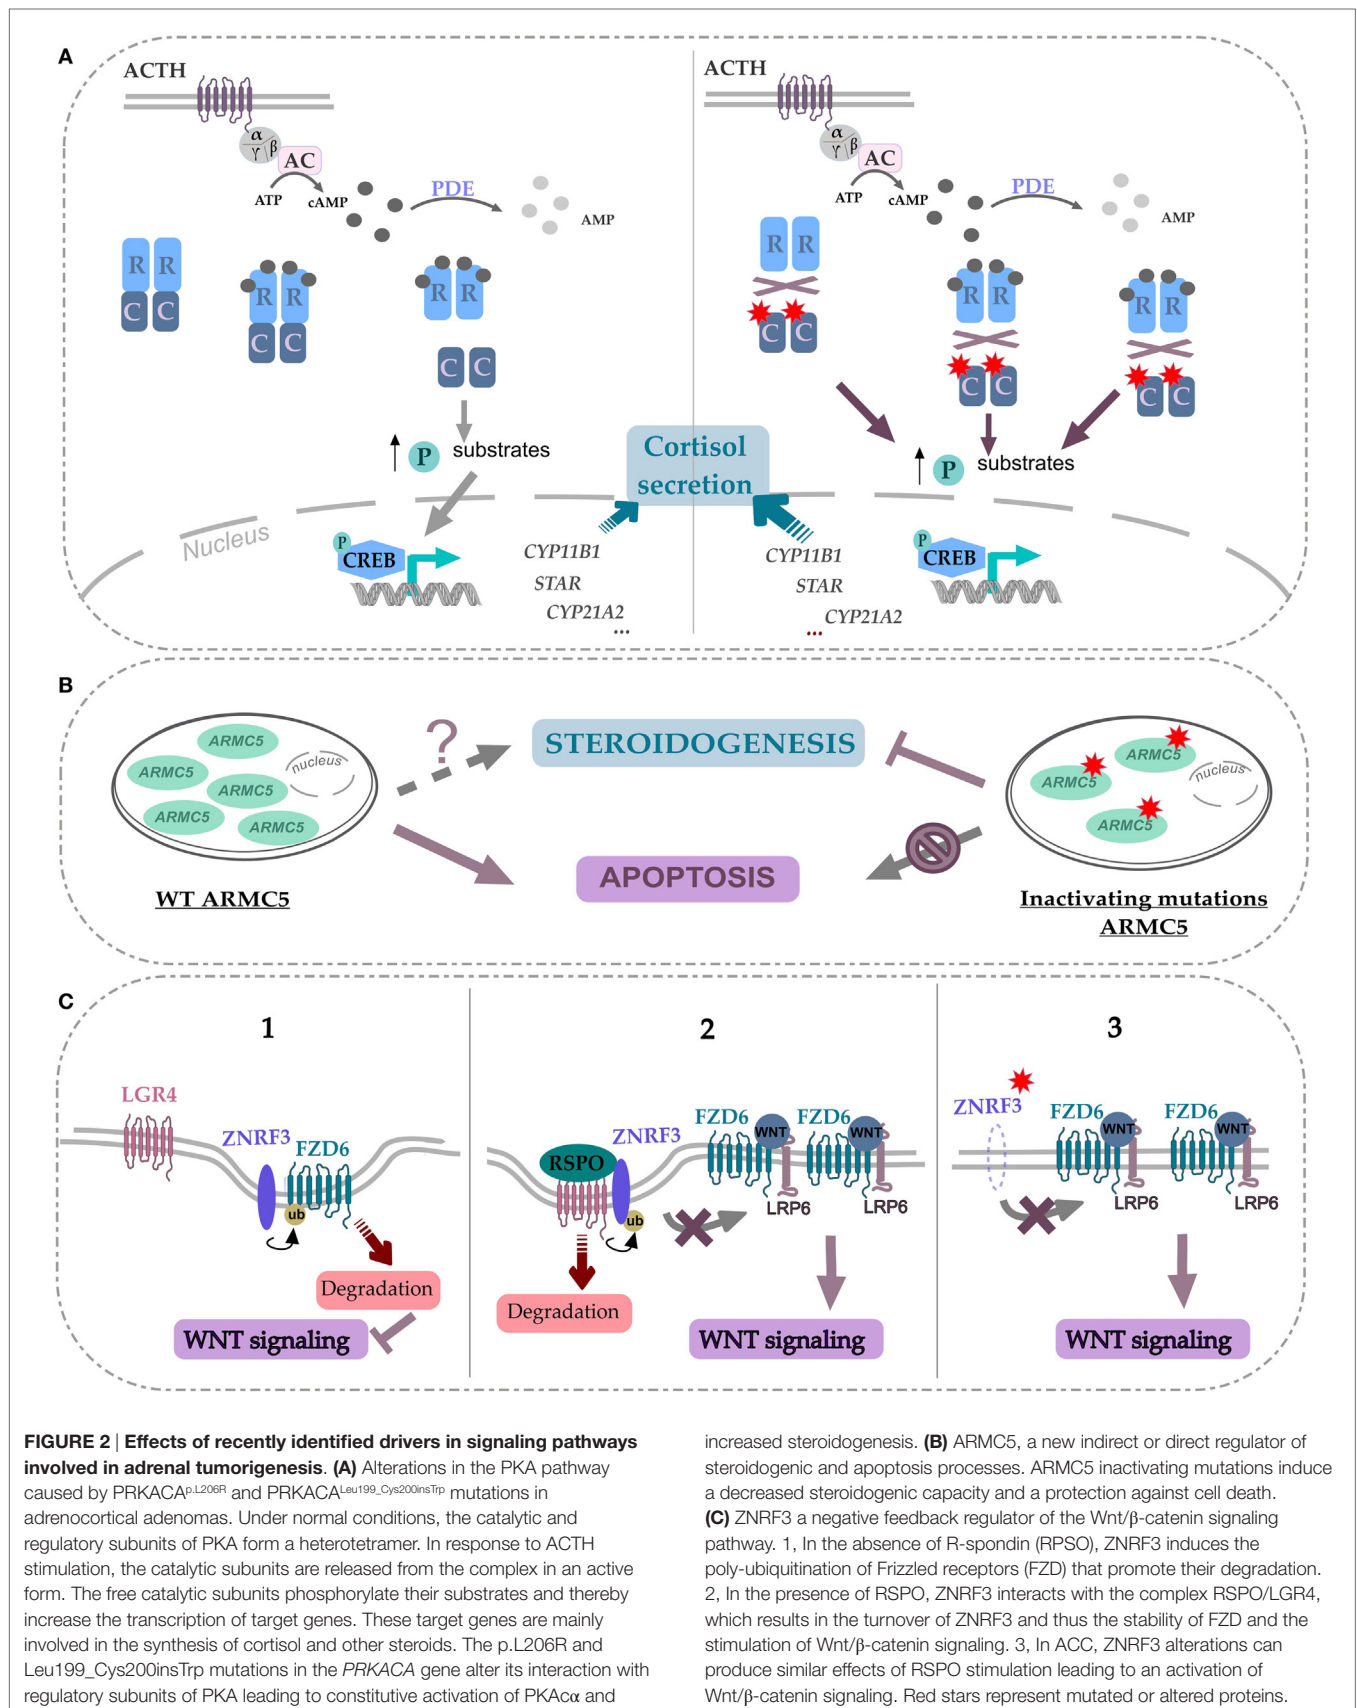 A
ACTH
α
γ
β
AC
ATP
cAMP
PDE
AMP
R R
C C
R R
C C
R R
C C
P
substrates
Nucleus
P
CREB
CYP11B1
STAR
CYP21A2
...
Cortisol
secretion
ACTH
α
γ
β
AC
ATP
cAMP
PDE
AMP
R R
C C
R R
C C
R R
C C
P
substrates
CYP11B1
STAR
CYP21A2
...
P
CREB
B
ARMC5
ARMC5
ARMC5
ARMC5
ARMC5
nucleus
WT ARMC5
?
STEROIDOGENESIS
APOPTOSIS
ARMC5
ARMC5
ARMC5
nucleus
Inactivating mutations
ARMC5
C
1
LGR4
ZNRF3
FZD6
ub
Degradation
WNT signaling
2
RSPO
ZNRF3
ub
Degradation
FZD6
WNT
LRP6
FZD6
WNT
LRP6
WNT signaling
3
ZNRF3
FZD6
WNT
LRP6
FZD6
WNT
LRP6
WNT signaling
FIGURE 2 | Effects of recently identified drivers in signaling pathways
involved in adrenal tumorigenesis. (A) Alterations in the PKA pathway
caused by PRKACAp.L206R and PRKACALeu199_Cys200insTrp mutations in
adrenocortical adenomas. Under normal conditions, the catalytic and
regulatory subunits of PKA form a heterotetramer. In response to ACTH
stimulation, the catalytic subunits are released from the complex in an active
form. The free catalytic subunits phosphorylate their substrates and thereby
increase the transcription of target genes. These target genes are mainly
involved in the synthesis of cortisol and other steroids. The p.L206R and
Leu199_Cys200insTrp mutations in the PRKACA gene alter its interaction with
regulatory subunits of PKA leading to constitutive activation of PKAcα and
increased steroidogenesis. (B) ARMC5, a new indirect or direct regulator of
steroidogenic and apoptosis processes. ARMC5 inactivating mutations induce
a decreased steroidogenic capacity and a protection against cell death.
(C) ZNRF3 a negative feedback regulator of the Wnt/β-catenin signaling
pathway. 1, In the absence of R-spondin (RPSO), ZNRF3 induces the
poly-ubiquitination of Frizzled receptors (FZD) that promote their degradation.
2, In the presence of RSPO, ZNRF3 interacts with the complex RSPO/LGR4,
which results in the turnover of ZNRF3 and thus the stability of FZD and the
stimulation of Wnt/β-catenin signaling. 3, In ACC, ZNRF3 alterations can
produce similar effects of RSPO stimulation leading to an activation of
Wnt/β-catenin signaling. Red stars represent mutated or altered proteins.